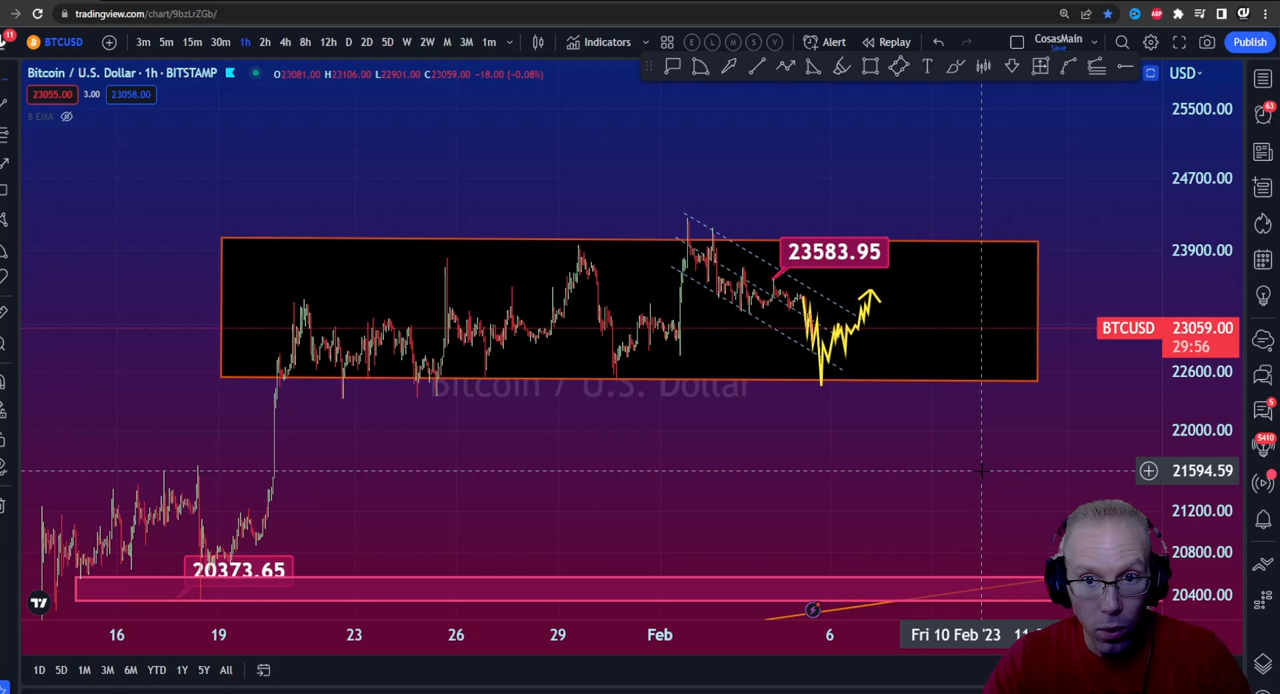 tradingview.com/chart/9bzLrZGb/
11
BTCUSD 3m 5m 15m 30m 1h 2h 4h 8h 12h D 2D 5D W 2W M 3M 1m Indicators E L M S V Alert Replay CosasMain Save Publish
Bitcoin / U.S. Dollar · 1h · BITSTAMP O23081.00 H23106.00 L22901.00 C23059.00 -18.00 (-0.08%)
USD
23055.00 3.00 23058.00
8 EMA
25500.00
63
24700.00
23583.95
23900.00
BTCUSD 23059.00
29:56
22600.00
Bitcoin / U.S. Dollar
5
22000.00
5410
21594.59
21200.00
20800.00
20373.65
20400.00
16 19 23 26 29 Feb 6 Fri 10 Feb '23
1D 5D 1M 3M 6M YTD 1Y 5Y All